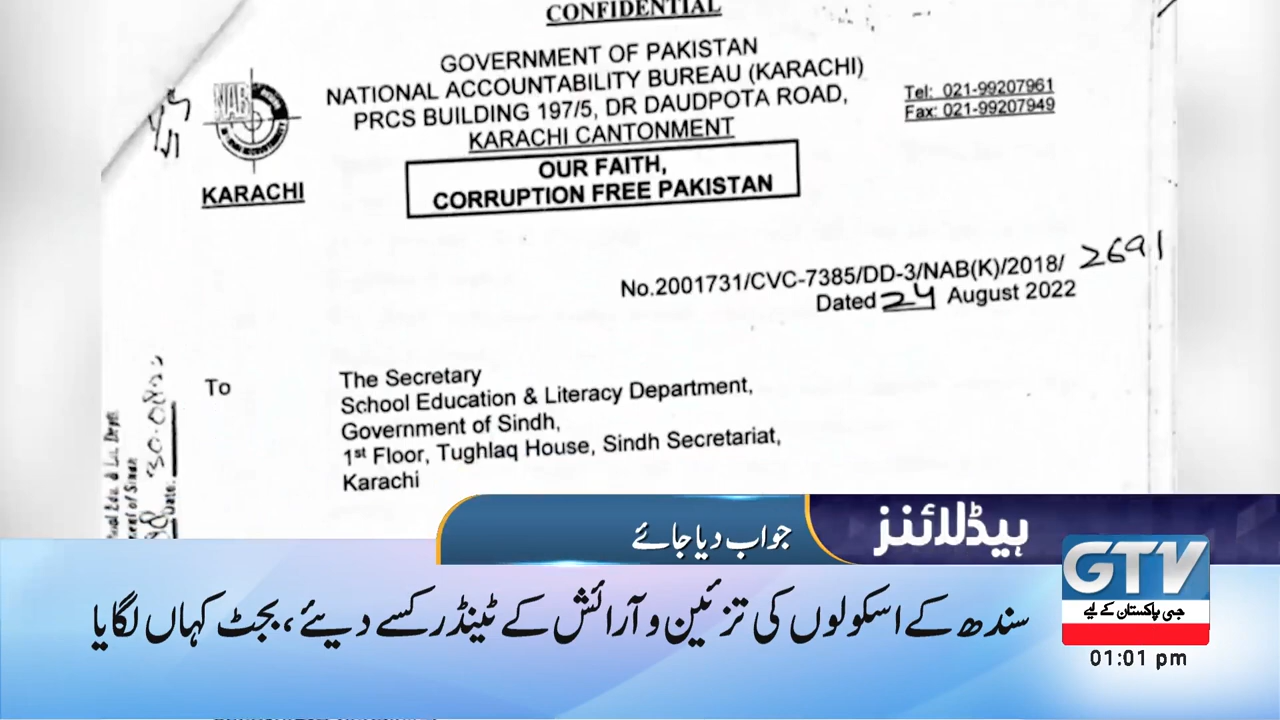 CONFIDENTIAL
GOVERNMENT OF PAKISTAN
NATIONAL ACCOUNTABILITY BUREAU (KARACHI)
PRCS BUILDING 197/5, DR DAUDPOTA ROAD,
KARACHI CANTONMENT
Tel: 021-99207961
Fax: 021-99207949
NAB
KARACHI
OUR FAITH,
CORRUPTION FREE PAKISTAN
No.2001731/CVC-7385/DD-3/NAB(K)/2018/ 2691
Dated 24 August 2022
To
The Secretary
School Education & Literacy Department,
Government of Sindh,
1st Floor, Tughlaq House, Sindh Secretariat,
Karachi
Date:
ہیڈلائنز
جواب دیا جائے
سندھ کے اسکولوں کی تزئین و آرائش کے ٹینڈر کسے دیئے، بجٹ کہاں لگایا
GTV
جی پاکستان کے لیے
01:01 pm